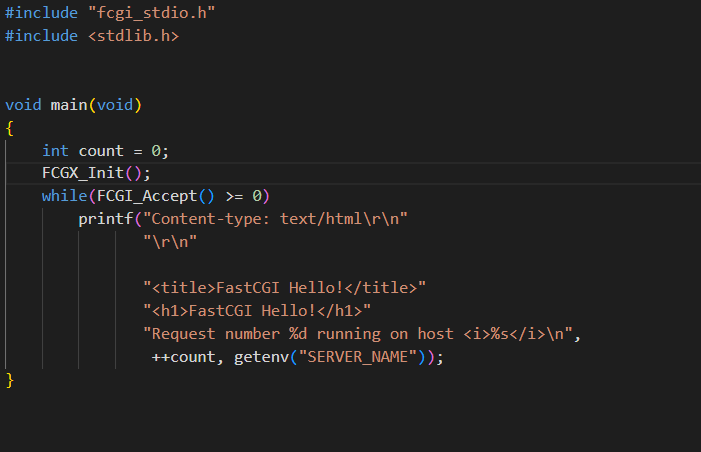 #include "fcgi_stdio.h"
#include <stdlib.h>
void main(void)
{
    int count = 0;
    FCGX_Init();
    while(FCGI_Accept() >= 0)
        printf("Content-type: text/html\r\n"
               "\r\n"
               "<title>FastCGI Hello!</title>"
               "<h1>FastCGI Hello!</h1>"
               "Request number %d running on host <i>%s</i>\n",
                ++count, getenv("SERVER_NAME"));
}